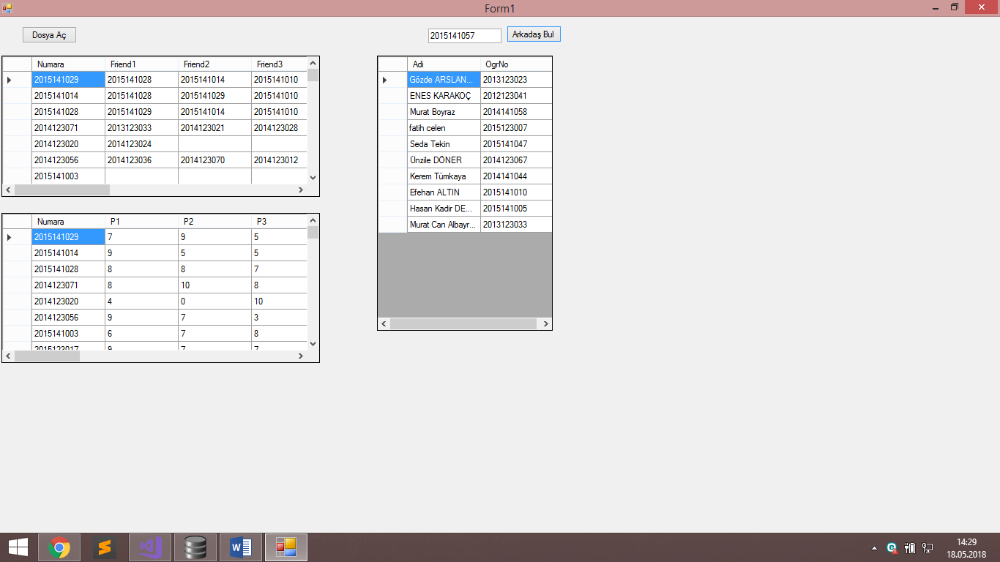 Form1
Dosya Aç
2015141057 Arkadaş Bul
Numara Friend1 Friend2 Friend3
2015141029 2015141028 2015141014 2015141010
2015141014 2015141028 2015141029 2015141010
2015141028 2015141029 2015141014 2015141010
2014123071 2013123033 2014123021 2014123028
2014123020 2014123024
2014123056 2014123036 2014123070 2014123012
2015141003
Numara P1 P2 P3
2015141029 7 9 5
2015141014 9 5 5
2015141028 8 8 7
2014123071 8 10 8
2014123020 4 0 10
2014123056 9 7 3
2015141003 6 7 8
2015123017 9 7 7
Adi OgrNo
Gözde ARSLAN... 2013123023
ENES KARAKOÇ 2012123041
Murat Boyraz 2014141058
fatih celen 2015123007
Seda Tekin 2015141047
Ünzile DÖNER 2014123067
Kerem Tümkaya 2014141044
Efehan ALTIN 2015141010
Hasan Kadir DE... 2015141005
Murat Can Albayr... 2013123033
14:29
18.05.2018